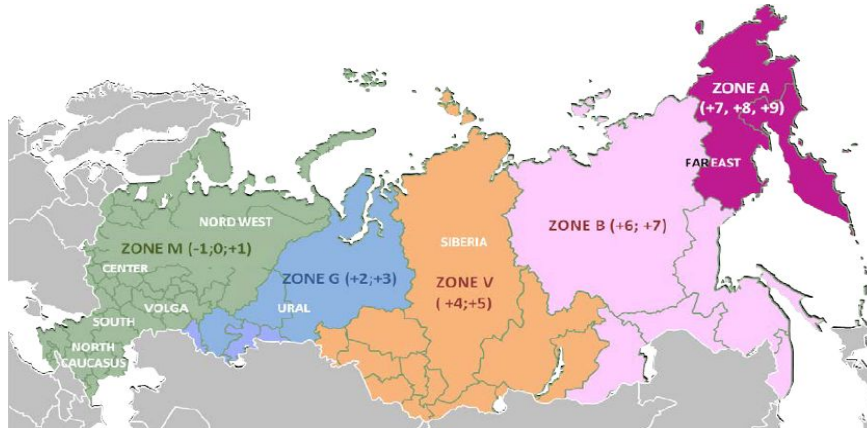 ZONE A
(+7, +8, +9)
FAR EAST
NORD WEST
ZONE B (+6; +7)
SIBERIA
ZONE M (-1;0;+1)
CENTER
ZONE G (+2;+3)
ZONE V
(+4;+5)
VOLGA
URAL
SOUTH
NORTH
CAUCASUS